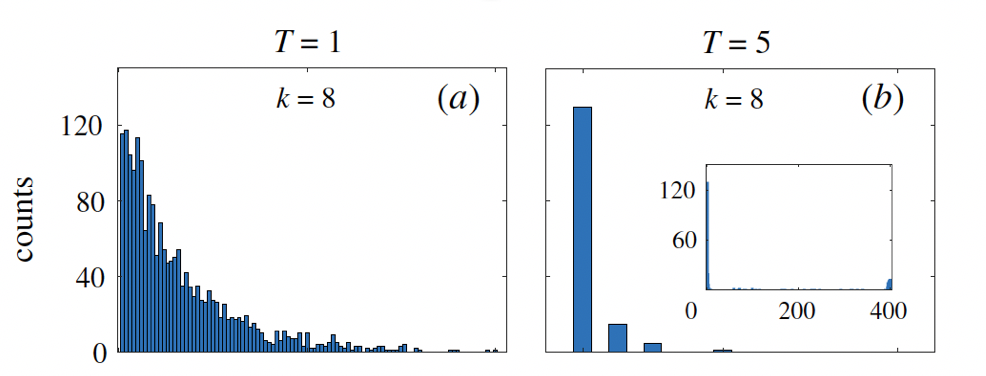 T = 1
T = 5
k = 8
(a)
k = 8
(b)
counts
120
80
40
0
120
60
0
200
400